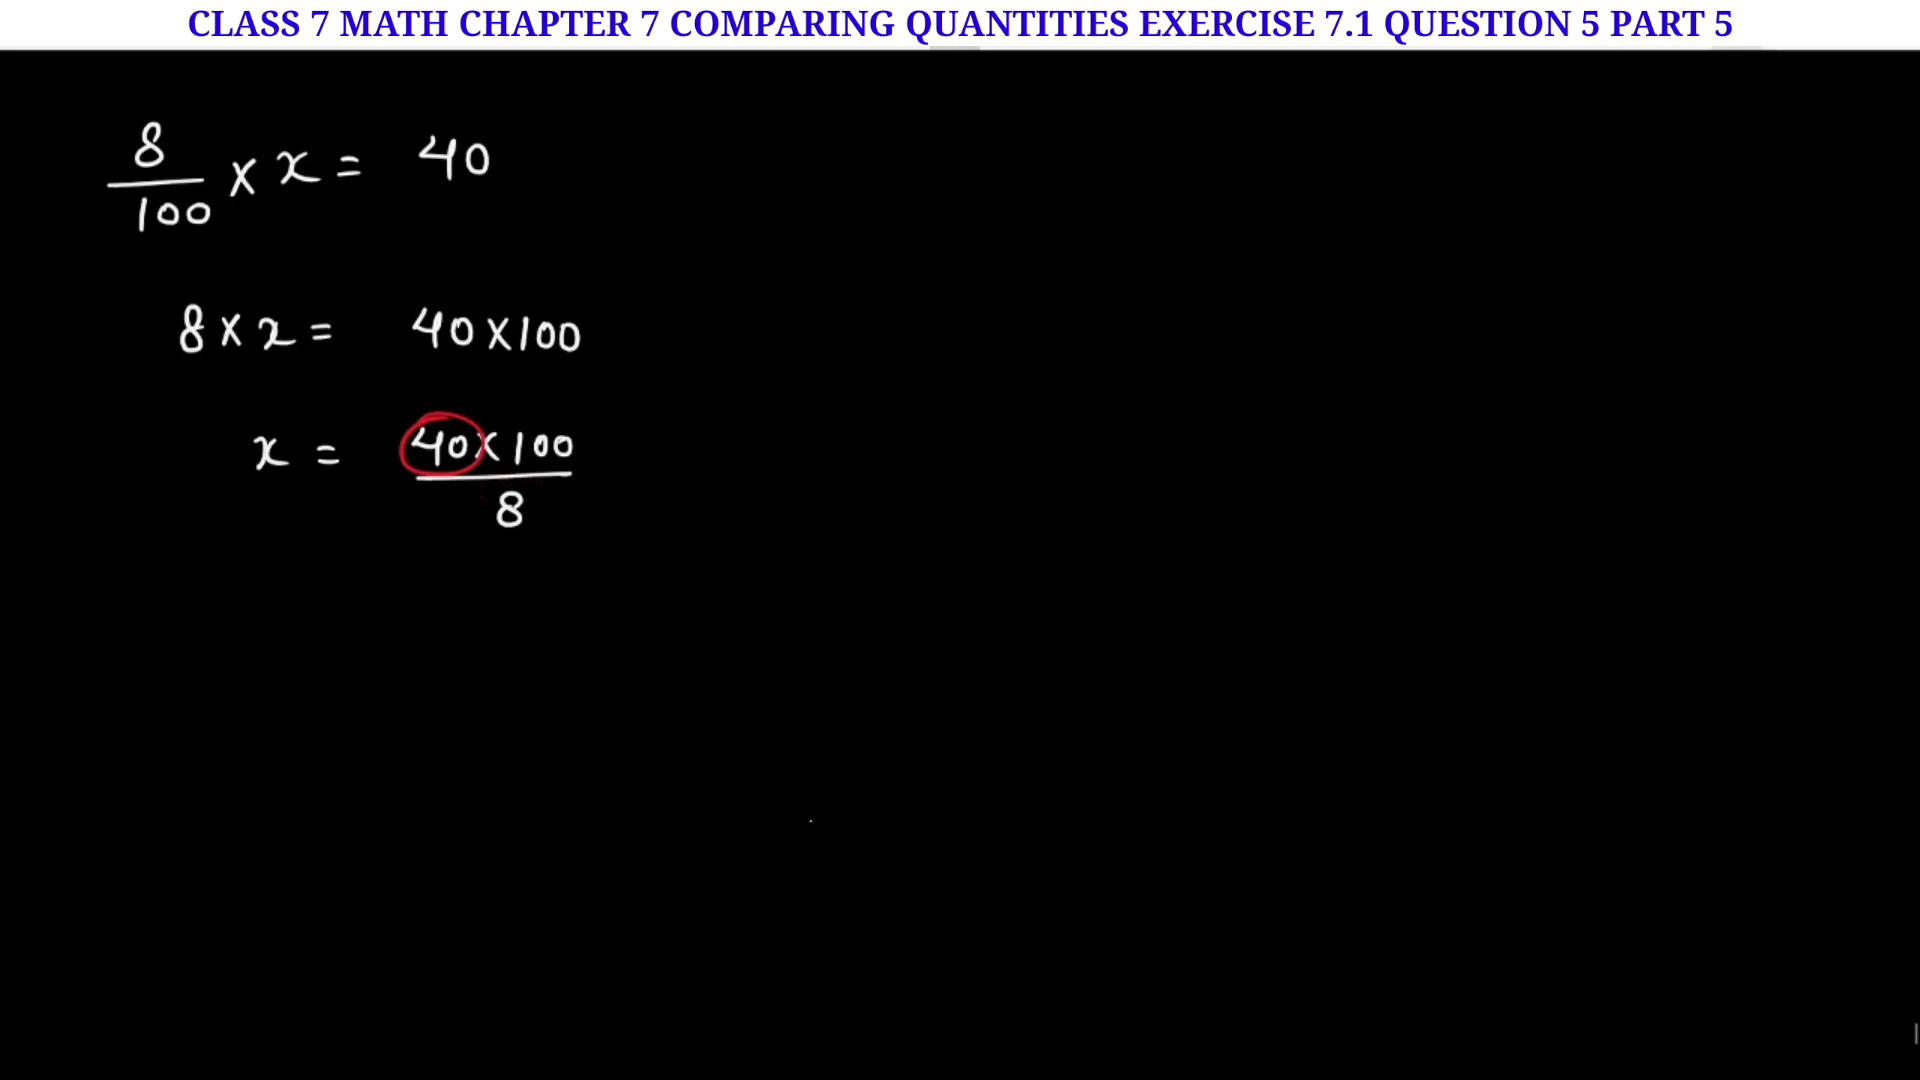 CLASS 7 MATH CHAPTER 7 COMPARING QUANTITIES EXERCISE 7.1 QUESTION 5 PART 5
8/100 × x = 40
8 × x = 40 × 100
x = 40 × 100
8